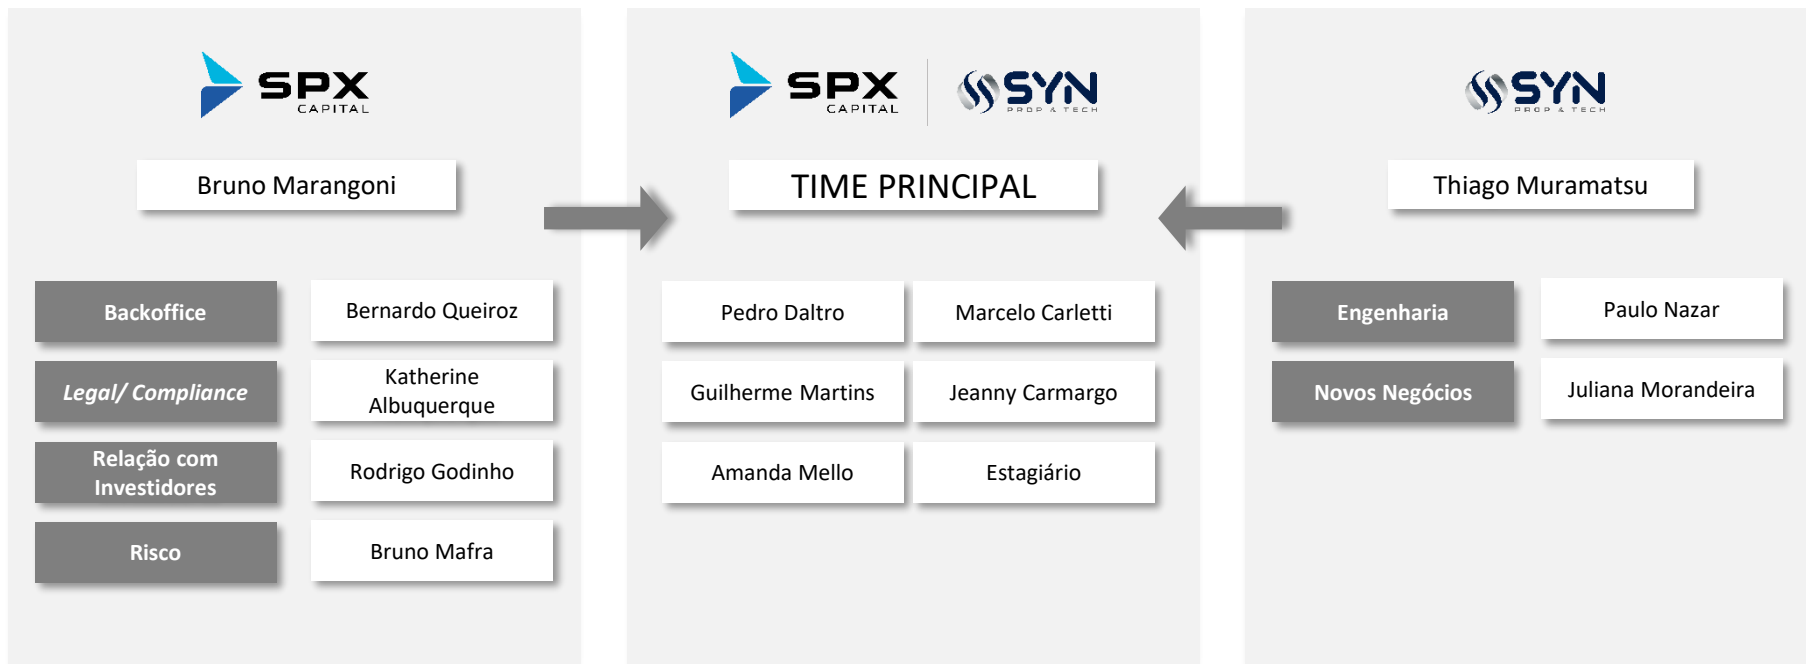 SPX
CAPITAL
Bruno Marangoni
Backoffice
Bernardo Queiroz
Legal/ Compliance
Katherine
Albuquerque
Relação com
Investidores
Rodrigo Godinho
Risco
Bruno Mafra
SPX
CAPITAL
SYN
PROP & TECH
TIME PRINCIPAL
Pedro Daltro
Marcelo Carletti
Guilherme Martins
Jeanny Carmargo
Amanda Mello
Estagiário
SYN
PROP & TECH
Thiago Muramatsu
Engenharia
Paulo Nazar
Novos Negócios
Juliana Morandeira